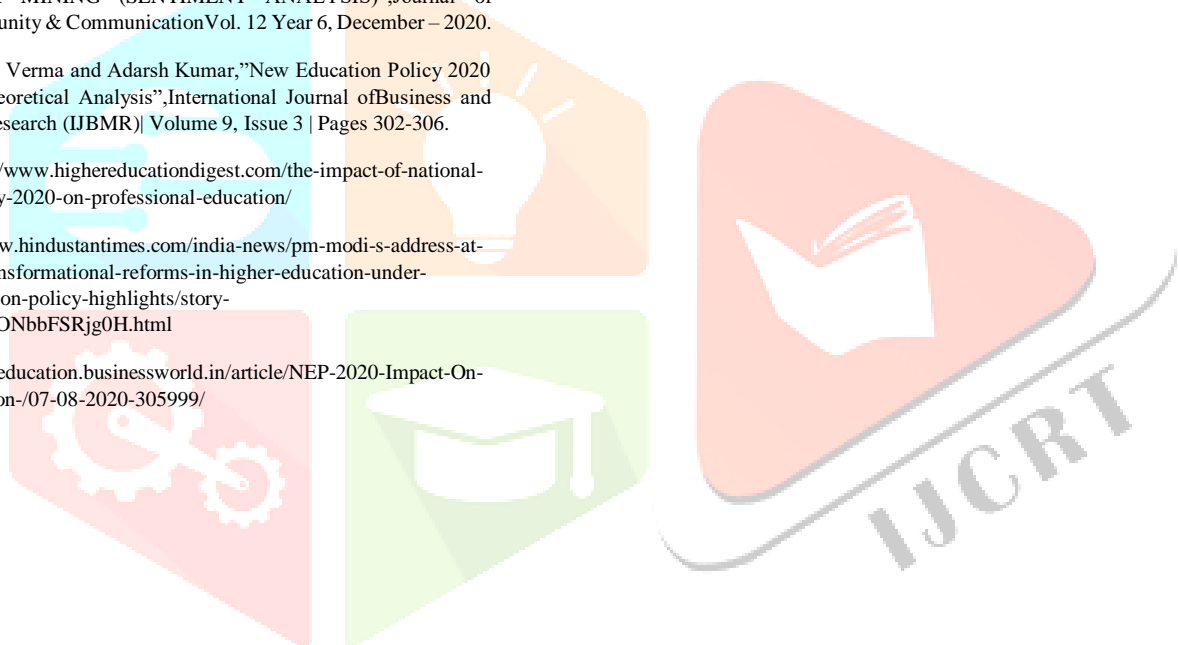 MINING (SENTIMENT ANALYSIS)",Journal of
unity & CommunicationVol. 12 Year 6, December – 2020.
Verma and Adarsh Kumar,"New Education Policy 2020
eoretical Analysis",International Journal ofBusiness and
esearch (IJBMR)| Volume 9, Issue 3 | Pages 302-306.
/www.highereducationdigest.com/the-impact-of-national-
y-2020-on-professional-education/
w.hindustantimes.com/india-news/pm-modi-s-address-at-
nsformational-reforms-in-higher-education-under-
on-policy-highlights/story-
ONbbFSRjg0H.html
education.businessworld.in/article/NEP-2020-Impact-On-
on-/07-08-2020-305999/
IJCRT